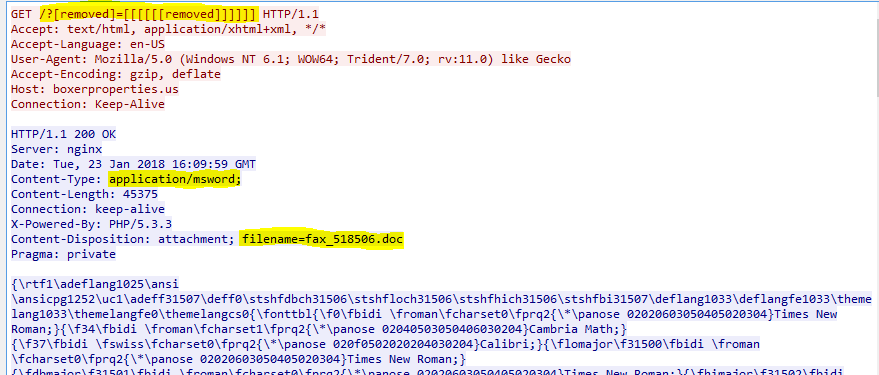 GET /?[removed]=[[[[[[removed]]]]]] HTTP/1.1
Accept: text/html, application/xhtml+xml, */*
Accept-Language: en-US
User-Agent: Mozilla/5.0 (Windows NT 6.1; WOW64; Trident/7.0; rv:11.0) like Gecko
Accept-Encoding: gzip, deflate
Host: boxerproperties.us
Connection: Keep-Alive
HTTP/1.1 200 OK
Server: nginx
Date: Tue, 23 Jan 2018 16:09:59 GMT
Content-Type: application/msword;
Content-Length: 45375
Connection: keep-alive
X-Powered-By: PHP/5.3.3
Content-Disposition: attachment; filename=fax_518506.doc
Pragma: private
{\rtf1\adeflang1025\ansi
\ansicpg1252\uc1\adeff31507\deff0\stshfdbch31506\stshfloch31506\stshfhich31506\stshfbi31507\deflang1033\deflangfe1033\theme
lang1033\themelangfe0\themelangcs0{\fonttbl{\f0\fbidi \froman\fcharset0\fprq2{\*\panose 02020603050405020304}Times New
Roman;}{\f34\fbidi \froman\fcharset1\fprq2{\*\panose 02040503050406030204}Cambria Math;}
{\f37\fbidi \fswiss\fcharset0\fprq2{\*\panose 020f0502020204030204}Calibri;}{\flomajor\f31500\fbidi \froman
\fcharset0\fprq2{\*\panose 02020603050405020304}Times New Roman;}
{\fdbmajor\f31501\fbidi \froman\fcharset0\fprq2{\*\panose 02020603050405020304}Times New Roman;}{\fhimajor\f31502\fbidi